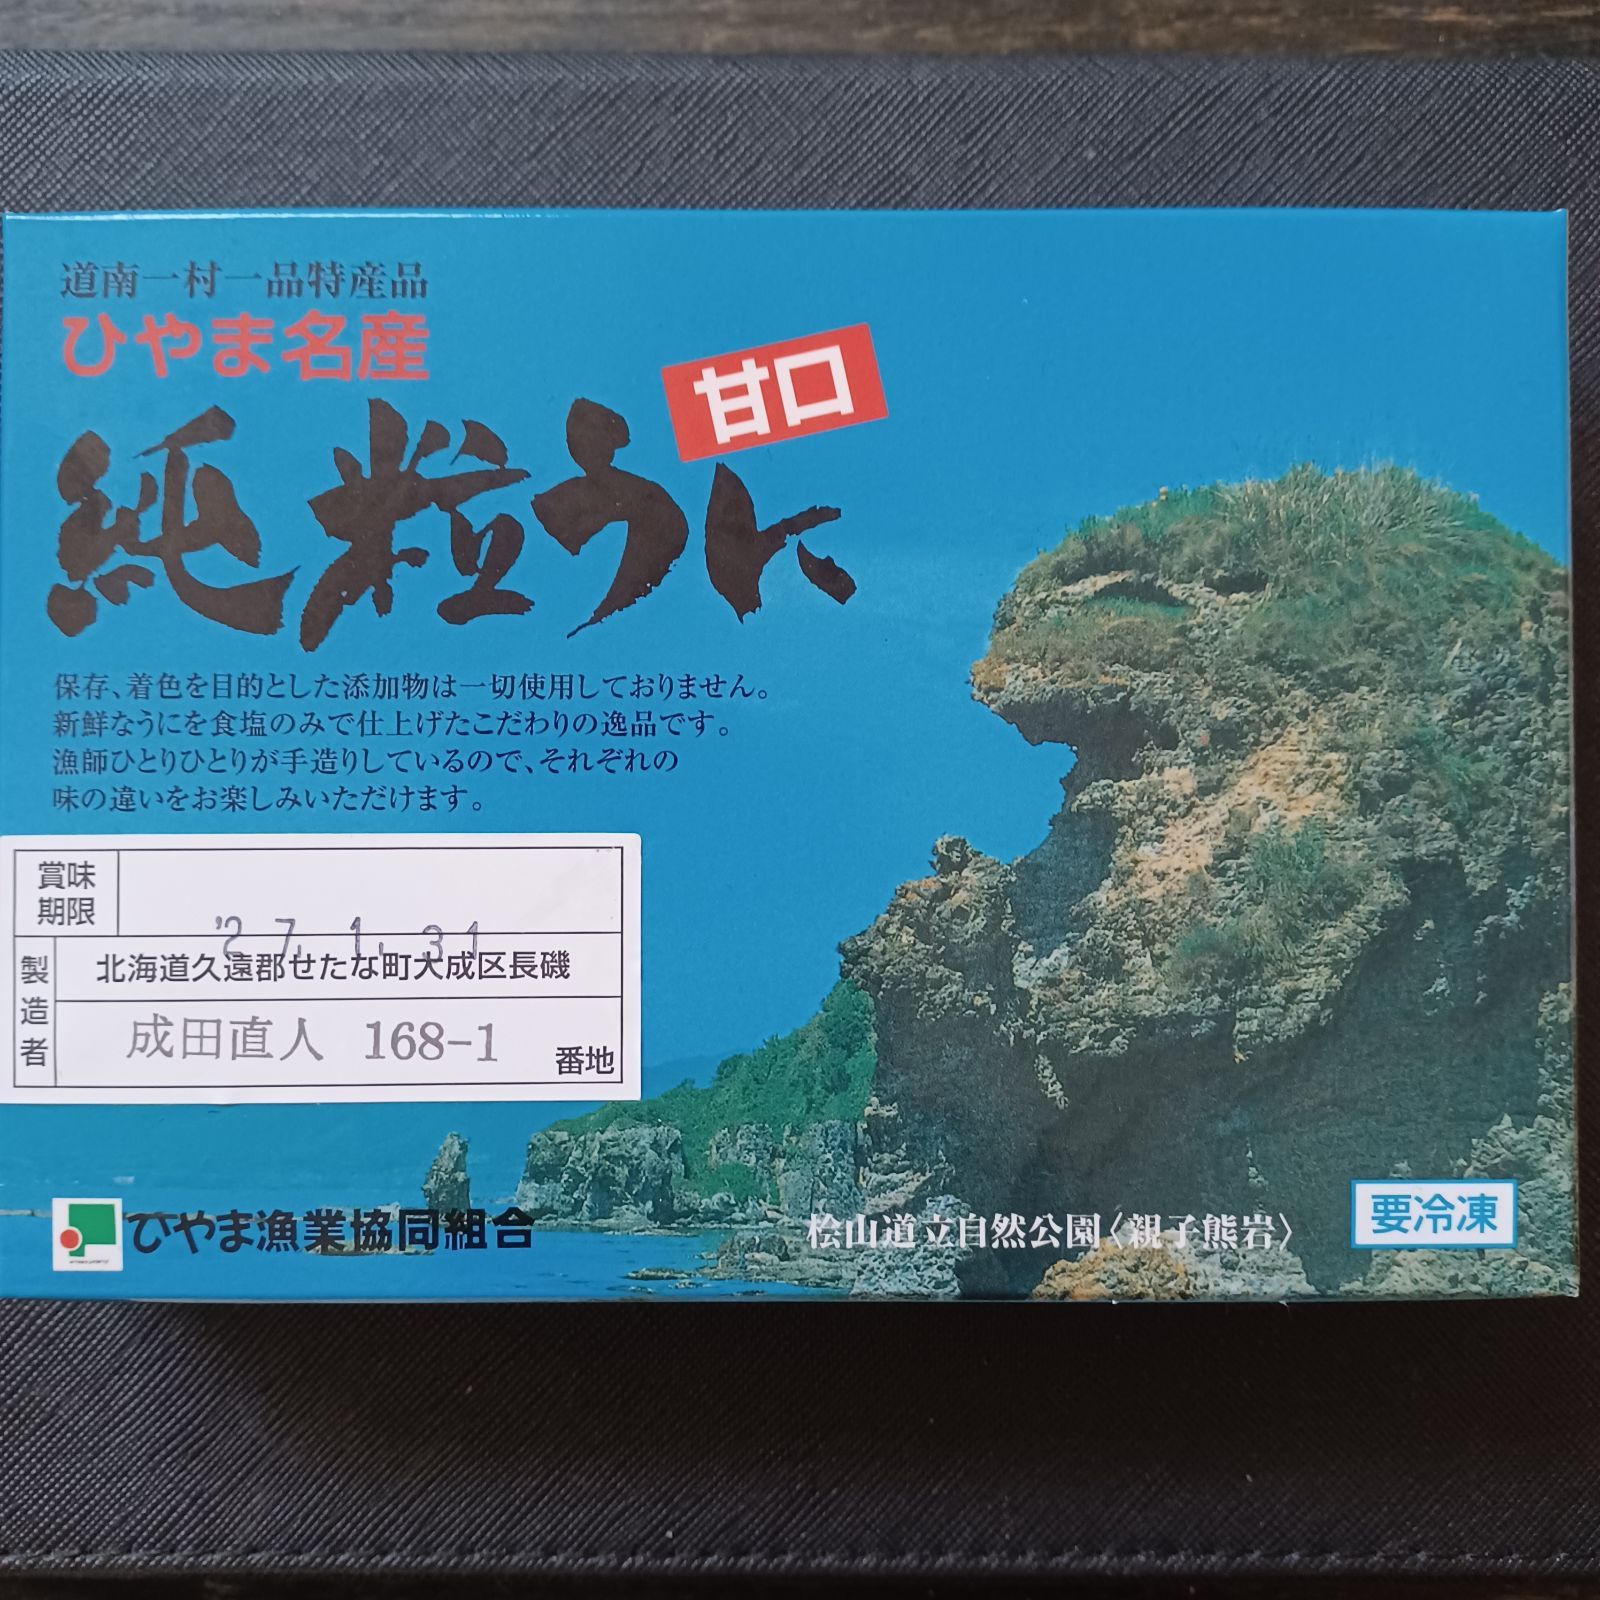 道南一村一品特産品
ひやま名産
甘口
純粒うに
保存、着色を目的とした添加物は一切使用しておりません。
新鮮なうにを食塩のみで仕上げたこだわりの逸品です。
漁師ひとりひとりが手造りしているので、それぞれの
味の違いをお楽しみいただけます。
賞味
期限
'27. 1. 31
製造者
北海道久遠郡せたな町大成区長磯
成田直人 168-1
番地
ひやま漁業協同組合
桧山道立自然公園〈親子熊岩〉
要冷凍